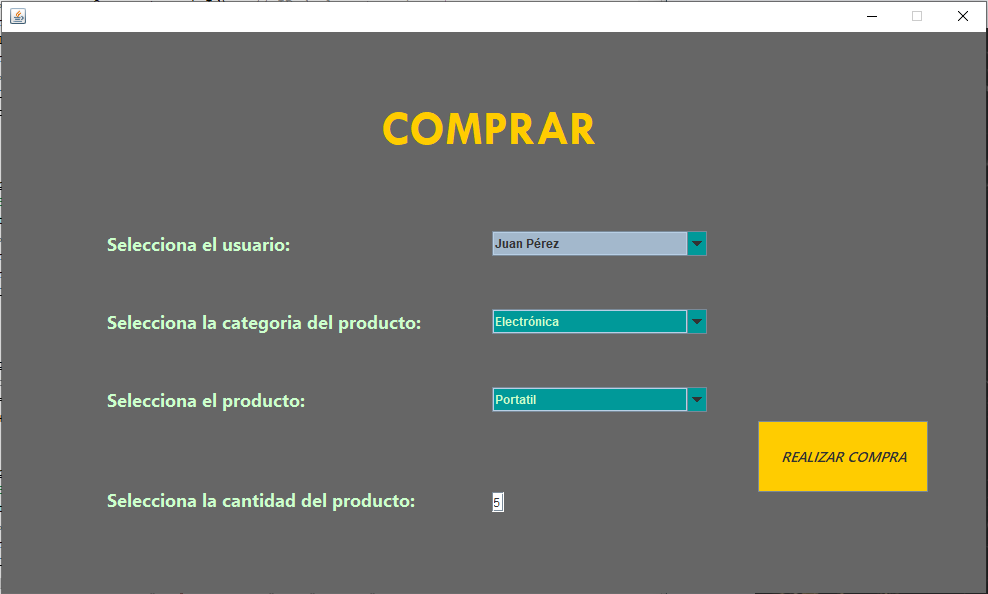 COMPRAR
Selecciona el usuario:
Juan Pérez
Selecciona la categoria del producto:
Electrónica
Selecciona el producto:
Portatil
REALIZAR COMPRA
Selecciona la cantidad del producto:
5